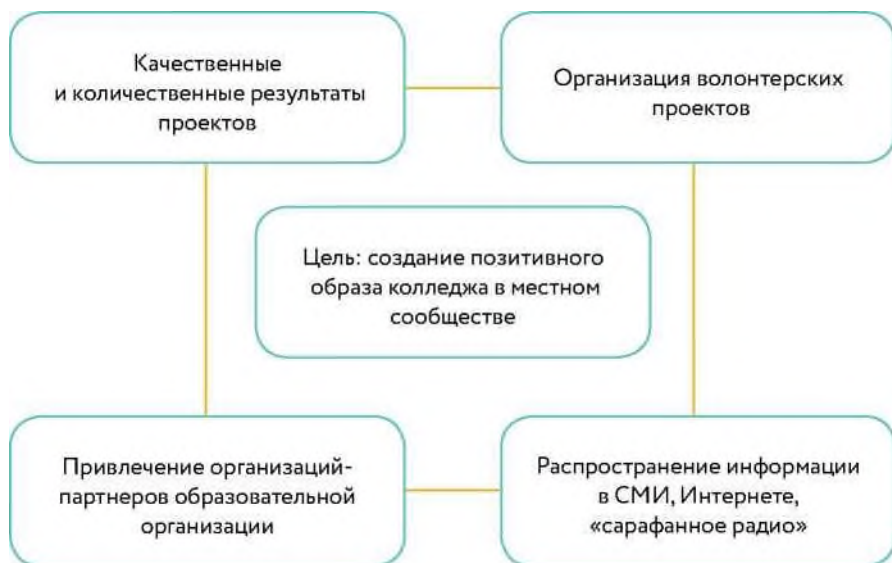 Качественные
и количественные результаты
проектов
Организация волонтерских
проектов
Цель: создание позитивного
образа колледжа в местном
сообществе
Привлечение организаций-
партнеров образовательной
организации
Распространение информации
в СМИ, Интернете,
«сарафанное радио»